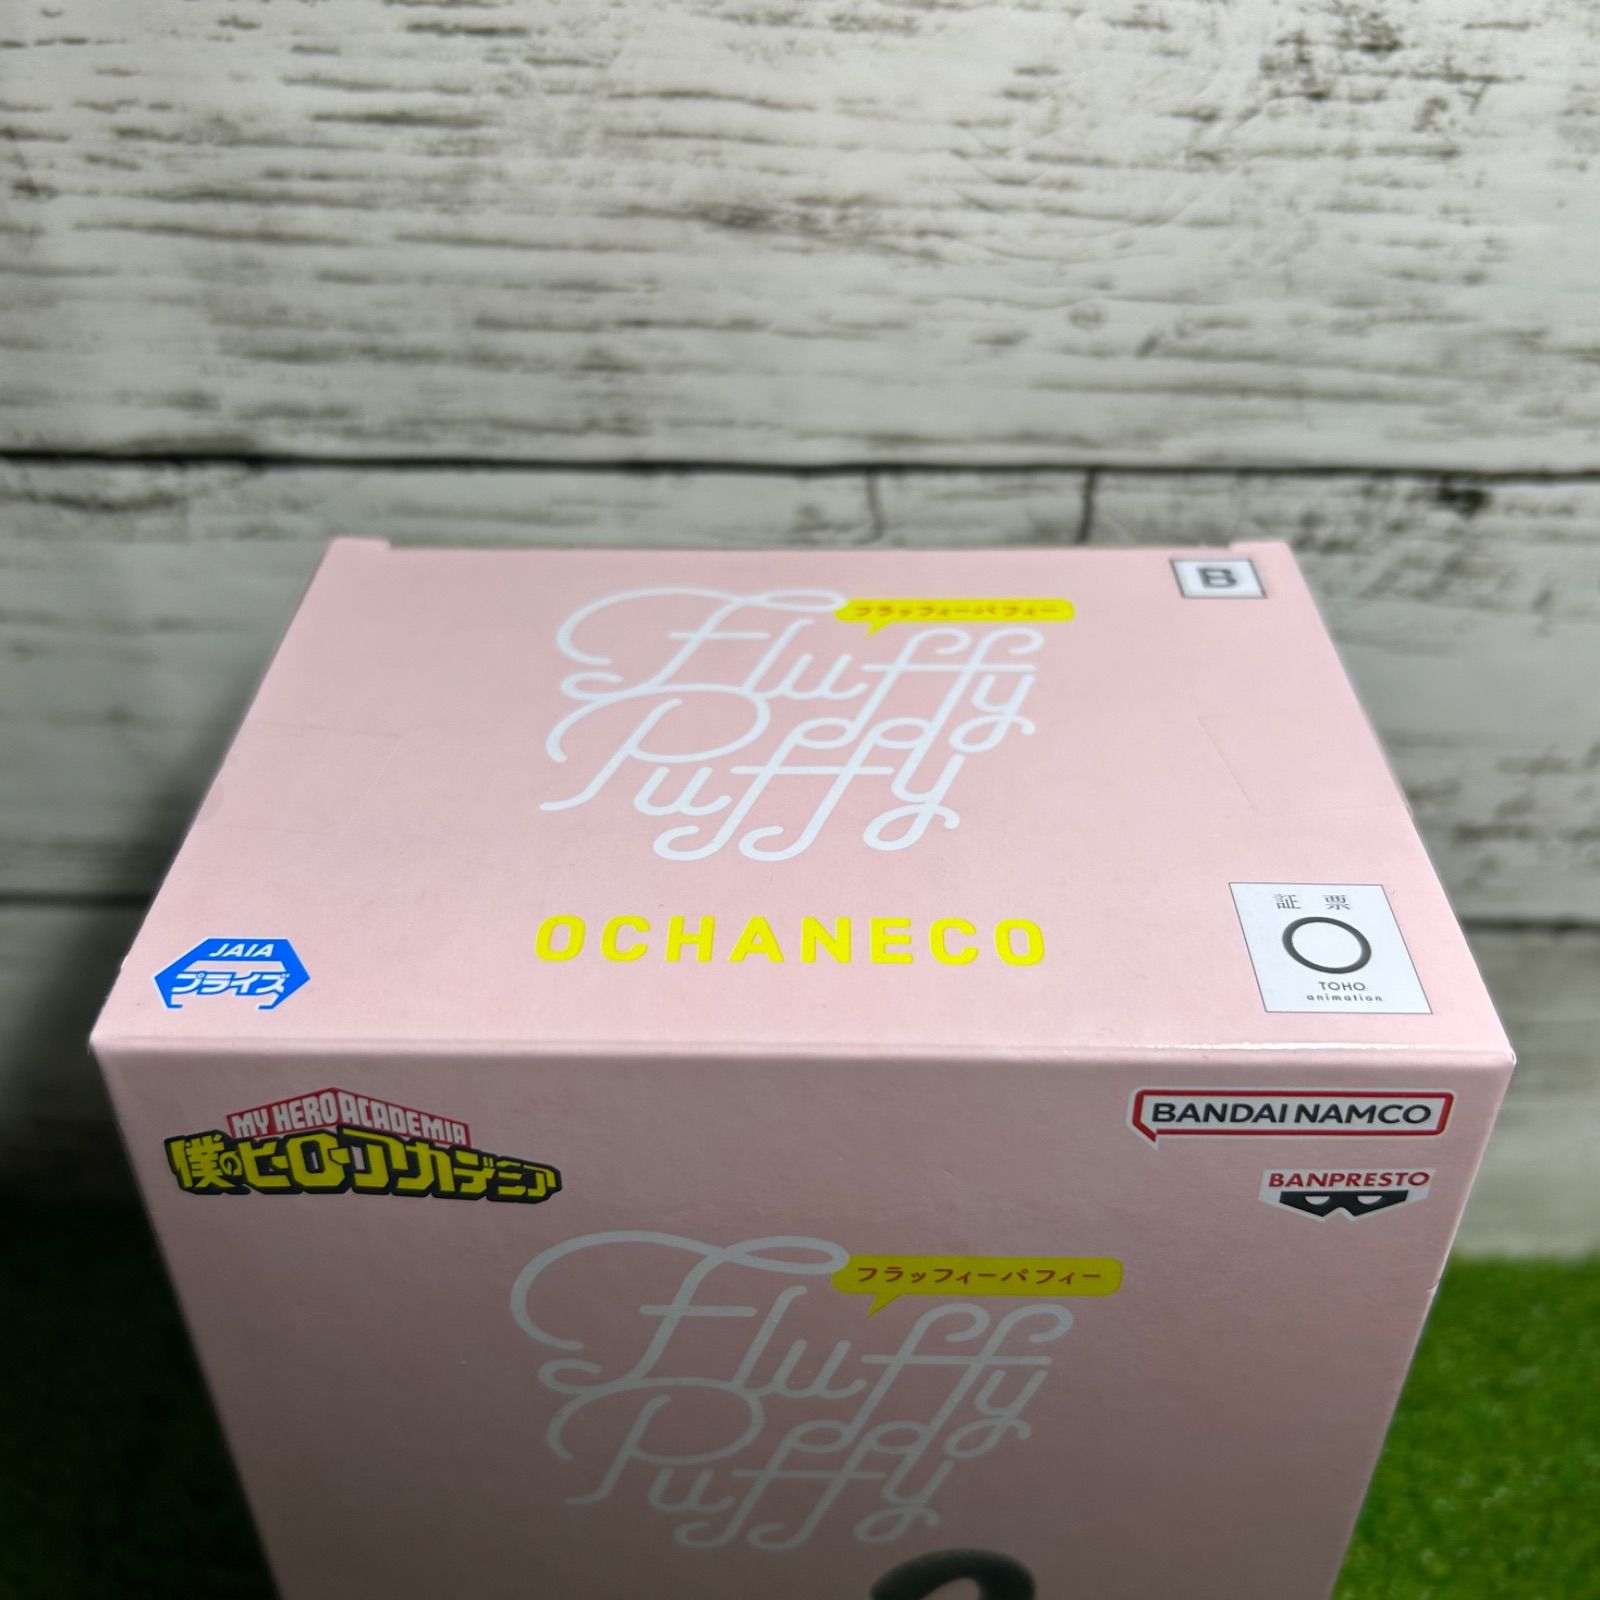 B
フラッフィーパフィー
Fluffy
Puffy
OCHANECO
JAIA
プライズ
証 票
TOHO
animation
MY HERO ACADEMIA
僕のヒーローアカデミア
BANDAI NAMCO
BANPRESTO
フラッフィーパフィー
Fluffy
Puffy